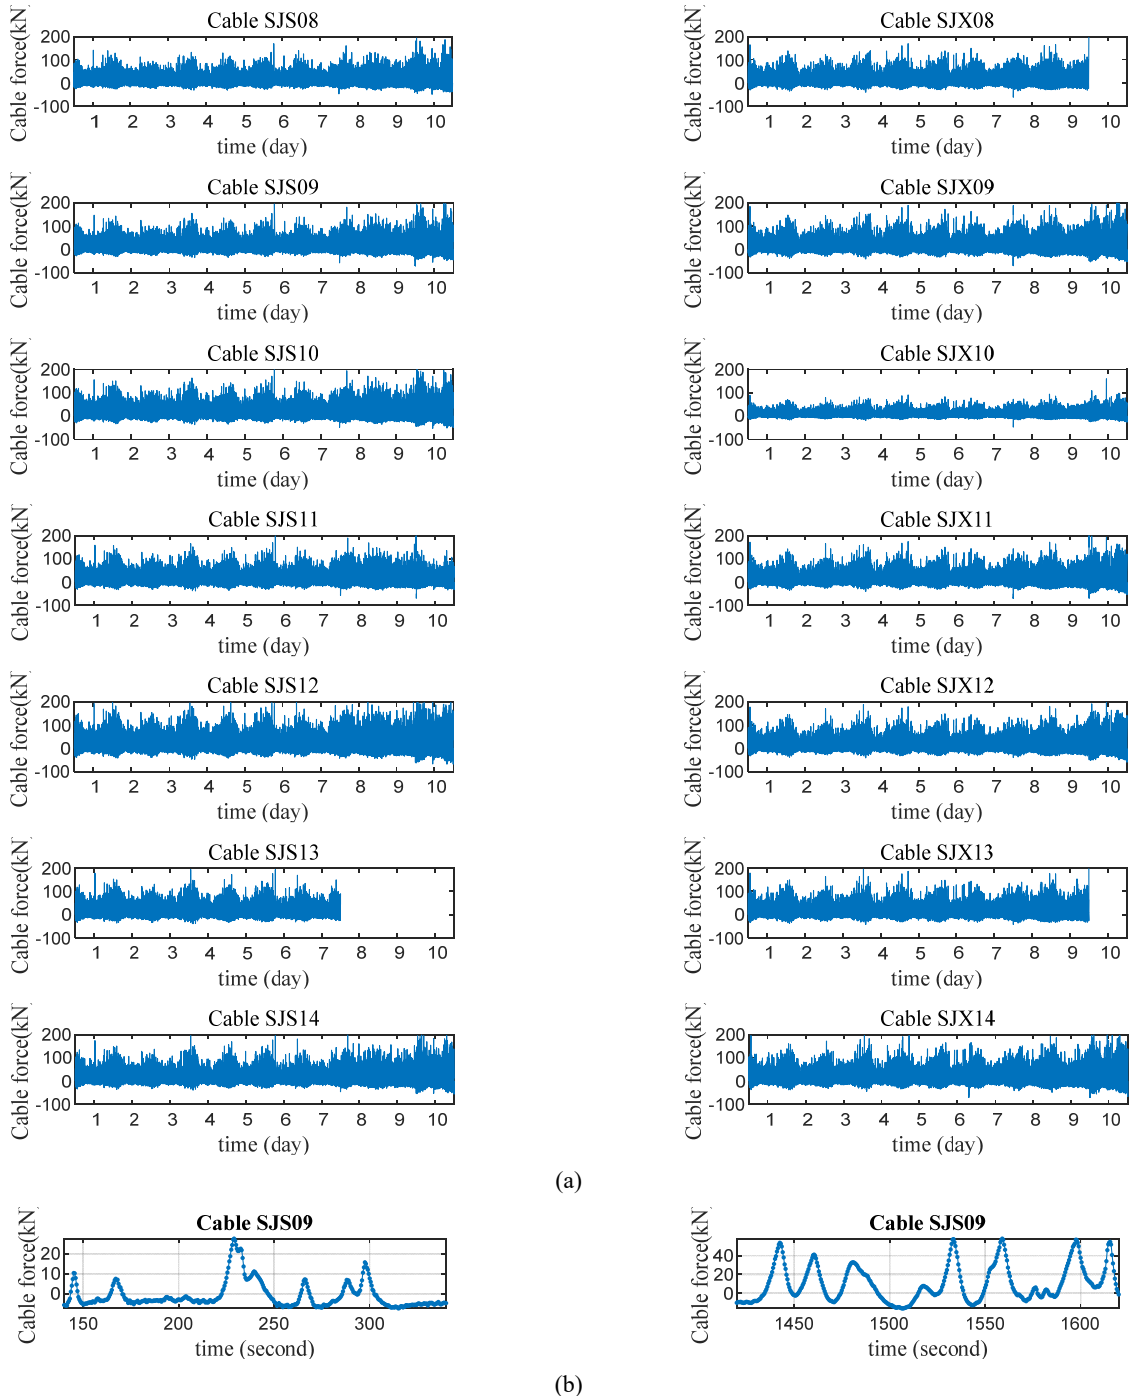 Cable SJS08
Cable force(kN)
200
100
0
-100
1 2 3 4 5 6 7 8 9 10
time (day)
Cable SJX08
Cable force(kN)
200
100
0
-100
1 2 3 4 5 6 7 8 9 10
time (day)
Cable SJS09
Cable force(kN)
200
100
0
-100
1 2 3 4 5 6 7 8 9 10
time (day)
Cable SJX09
Cable force(kN)
200
100
0
-100
1 2 3 4 5 6 7 8 9 10
time (day)
Cable SJS10
Cable force(kN)
200
100
0
-100
1 2 3 4 5 6 7 8 9 10
time (day)
Cable SJX10
Cable force(kN)
200
100
0
-100
1 2 3 4 5 6 7 8 9 10
time (day)
Cable SJS11
Cable force(kN)
200
100
0
-100
1 2 3 4 5 6 7 8 9 10
time (day)
Cable SJX11
Cable force(kN)
200
100
0
-100
1 2 3 4 5 6 7 8 9 10
time (day)
Cable SJS12
Cable force(kN)
200
100
0
-100
1 2 3 4 5 6 7 8 9 10
time (day)
Cable SJX12
Cable force(kN)
200
100
0
-100
1 2 3 4 5 6 7 8 9 10
time (day)
Cable SJS13
Cable force(kN)
200
100
0
-100
1 2 3 4 5 6 7 8 9 10
time (day)
Cable SJX13
Cable force(kN)
200
100
0
-100
1 2 3 4 5 6 7 8 9 10
time (day)
Cable SJS14
Cable force(kN)
200
100
0
-100
1 2 3 4 5 6 7 8 9 10
time (day)
Cable SJX14
Cable force(kN)
200
100
0
-100
1 2 3 4 5 6 7 8 9 10
time (day)
(a)
Cable SJS09
Cable force(kN)
20
10
0
150 200 250 300
time (second)
Cable SJS09
Cable force(kN)
40
20
0
1450 1500 1550 1600
time (second)
(b)